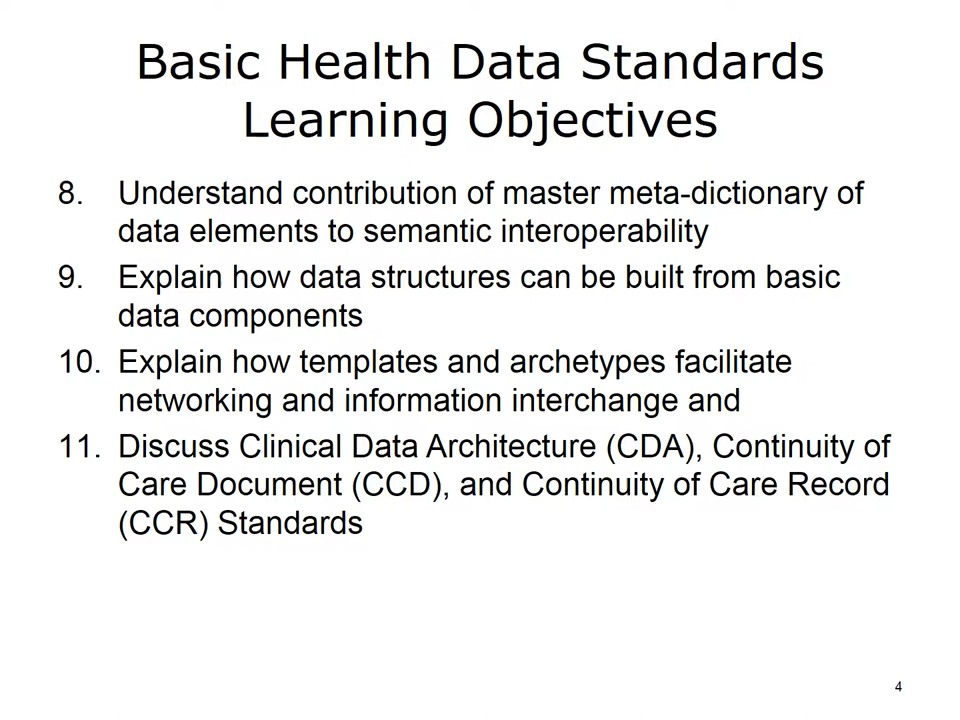 Basic Health Data Standards
Learning Objectives
8. Understand contribution of master meta-dictionary of
data elements to semantic interoperability
9. Explain how data structures can be built from basic
data components
10. Explain how templates and archetypes facilitate
networking and information interchange and
11. Discuss Clinical Data Architecture (CDA), Continuity of
Care Document (CCD), and Continuity of Care Record
(CCR) Standards
4